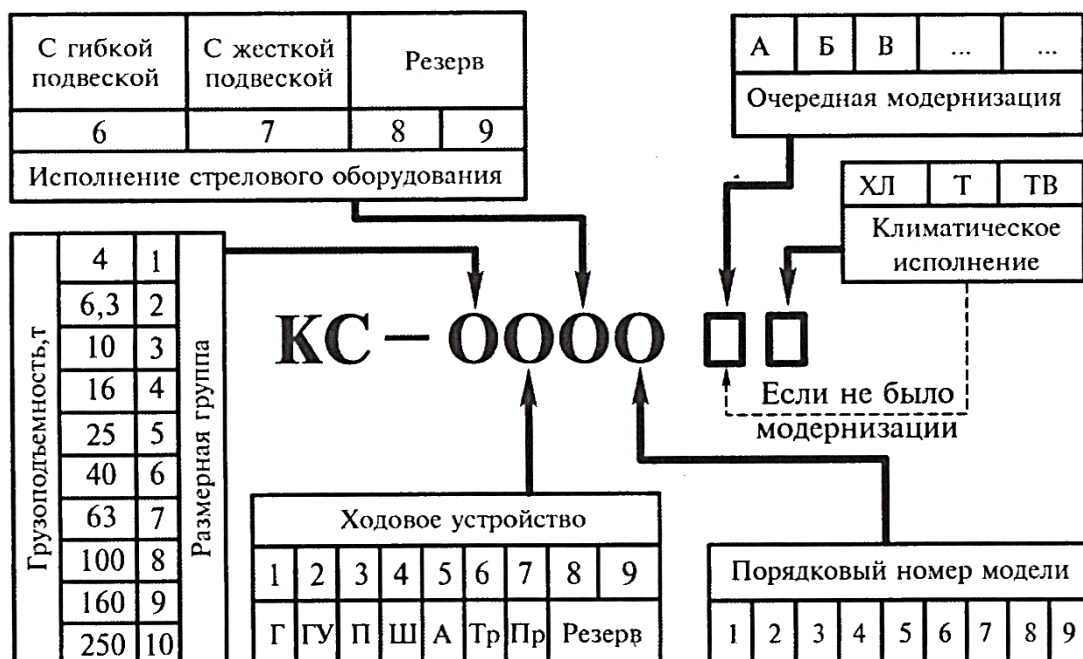 С гибкой подвеской
С жесткой подвеской
Резерв
6 7 8 9
Исполнение стрелового оборудования
А Б В ... ...
Очередная модернизация
ХЛ Т ТВ
Климатическое
исполнение
Грузоподъемность,т
4 1
6,3 2
10 3
16 4
25 5
40 6
63 7
100 8
160 9
250 10
Размерная группа
КС – ОООО
Если не было
модернизации
Ходовое устройство
1 2 3 4 5 6 7 8 9
Г ГУ П Ш А Тр Пр Резерв
Порядковый номер модели
1 2 3 4 5 6 7 8 9